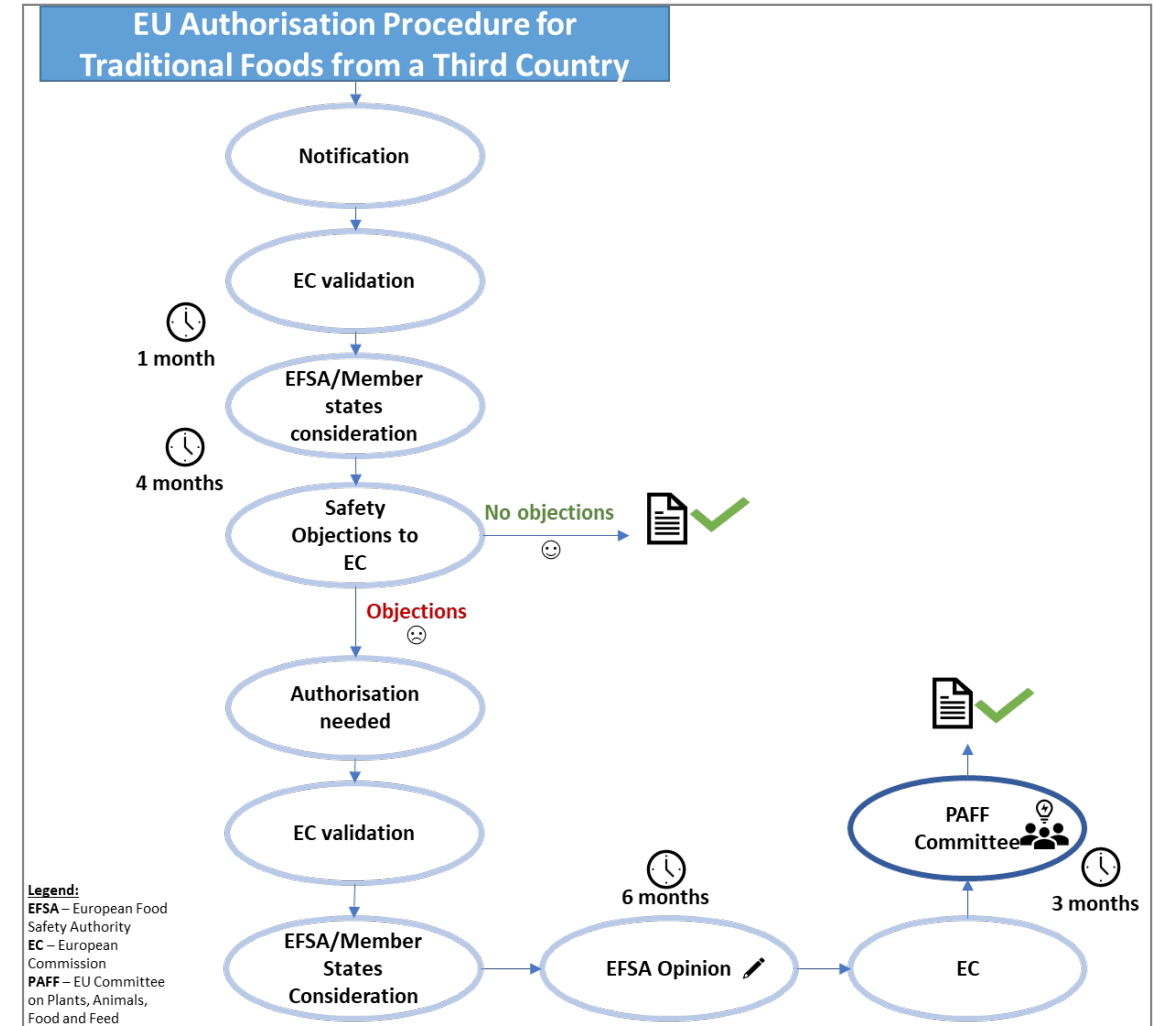 EU Authorisation Procedure for
Traditional Foods from a Third Country
Notification
EC validation
1 month
EFSA/Member
states
consideration
4 months
Safety
Objections to
EC
No objections
Objections
Authorisation
needed
EC validation
EFSA/Member
States
Consideration
6 months
EFSA Opinion
EC
3 months
PAFF
Committee
Legend:
EFSA – European Food
Safety Authority
EC – European
Commission
PAFF – EU Committee
on Plants, Animals,
Food and Feed